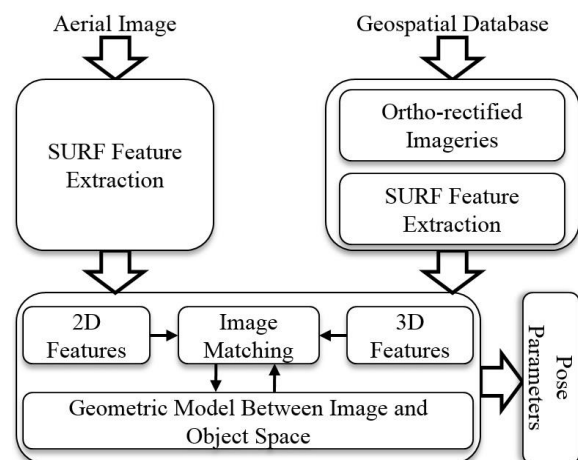 Aerial Image
Geospatial Database
SURF Feature
Extraction
Ortho-rectified
Imageries
SURF Feature
Extraction
2D
Features
Image
Matching
3D
Features
Geometric Model Between Image and
Object Space
Pose
Parameters